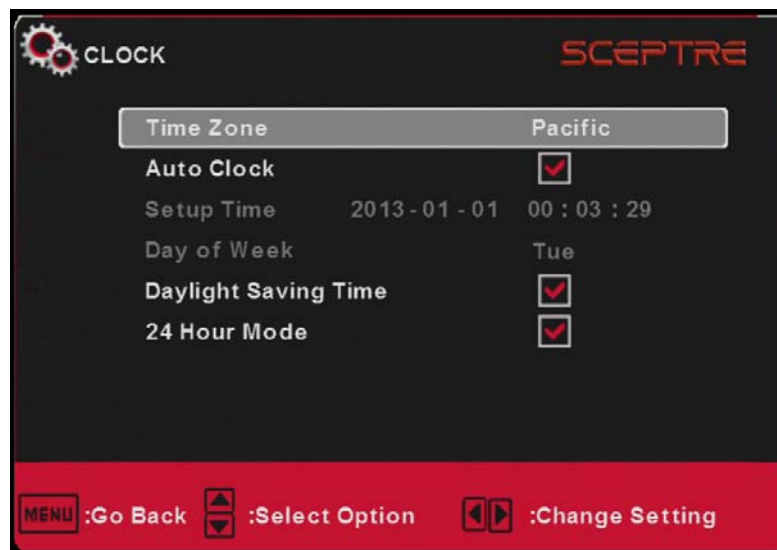 CLOCK
SCEPTRE
Time Zone Pacific
Auto Clock
Setup Time 2013-01-01 00:03:29
Day of Week Tue
Daylight Saving Time
24 Hour Mode
MENU :Go Back :Select Option :Change Setting